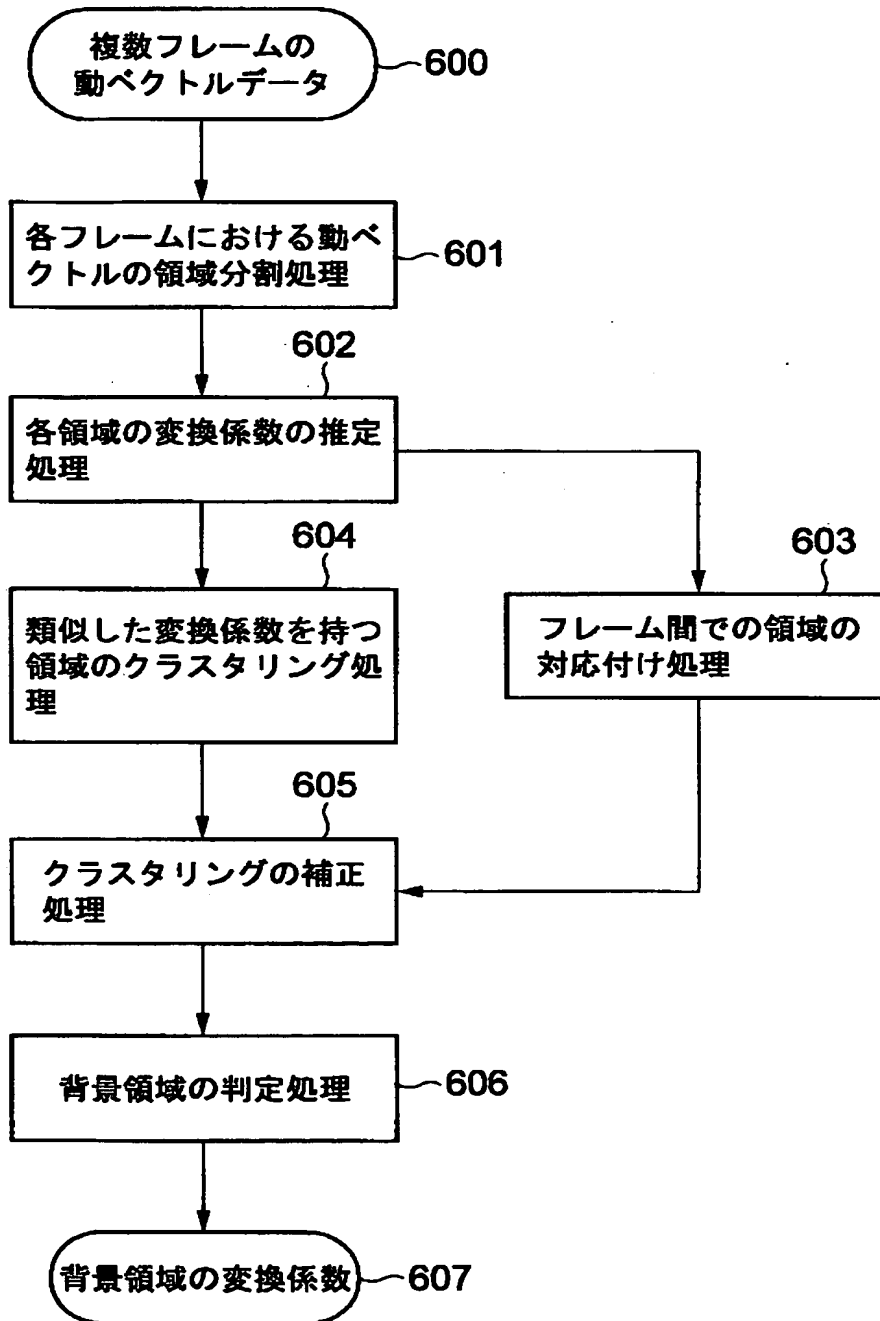 複数フレームの
動ベクトルデータ
600
各フレームにおける動ベ
クトルの領域分割処理
601
602
各領域の変換係数の推定
処理
604
603
類似した変換係数を持つ
領域のクラスタリング処
理
フレーム間での領域の
対応付け処理
605
クラスタリングの補正
処理
背景領域の判定処理
606
背景領域の変換係数
607